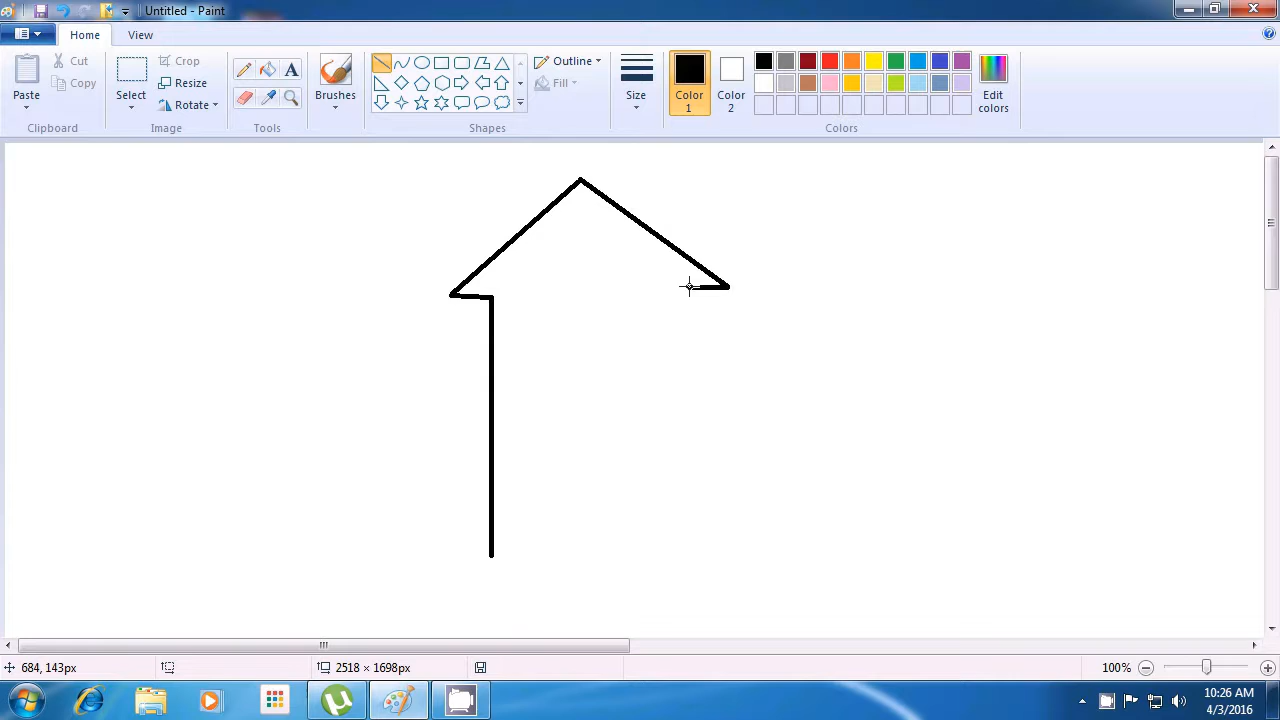 Untitled - Paint
Home View
Paste
Cut
Copy
Clipboard
Select
Crop
Resize
Rotate
Image
A
Tools
Brushes
Shapes
Outline
Fill
Size
Color
1
Color
2
Edit
colors
Colors
684, 143px
2518 × 1698px
100%
10:26 AM
4/3/2016